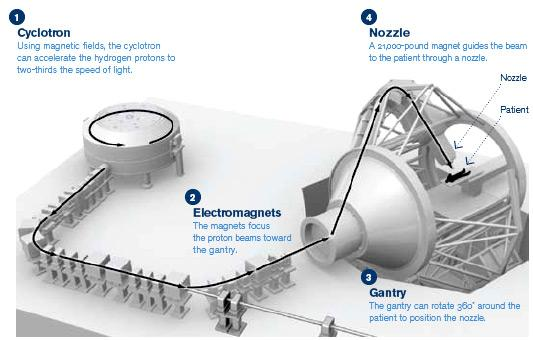 1
Cyclotron
Using magnetic fields, the cyclotron
can accelerate the hydrogen protons to
two-thirds the speed of light.
4
Nozzle
A 21,000-pound magnet guides the beam
to the patient through a nozzle.
Nozzle
Patient
2
Electromagnets
The magnets focus
the proton beams toward
the gantry.
3
Gantry
The gantry can rotate 360° around the
patient to position the nozzle.